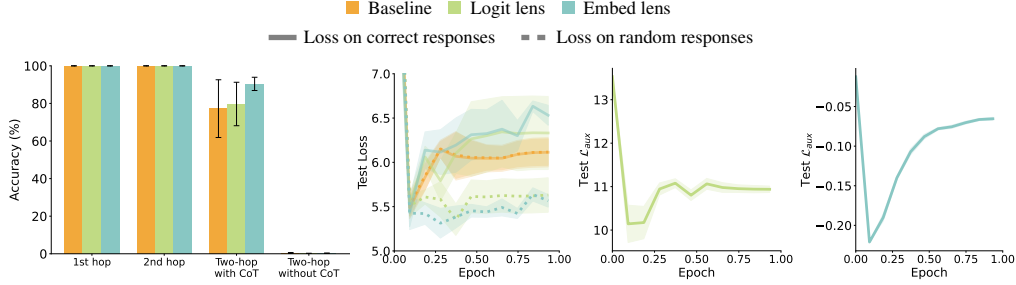 Baseline Logit lens Embed lens
Loss on correct responses Loss on random responses
Accuracy (%)
100
80
60
40
20
0
1st hop
2nd hop
Two-hop
with CoT
Two-hop
without CoT
Test Loss
7.0
6.5
6.0
5.5
5.0
0.00 0.25 0.50 0.75 1.00
Epoch
Test ℒaux
13
12
11
10
0.00 0.25 0.50 0.75 1.00
Epoch
Test ℒaux
−0.05
−0.10
−0.15
−0.20
0.00 0.25 0.50 0.75 1.00
Epoch